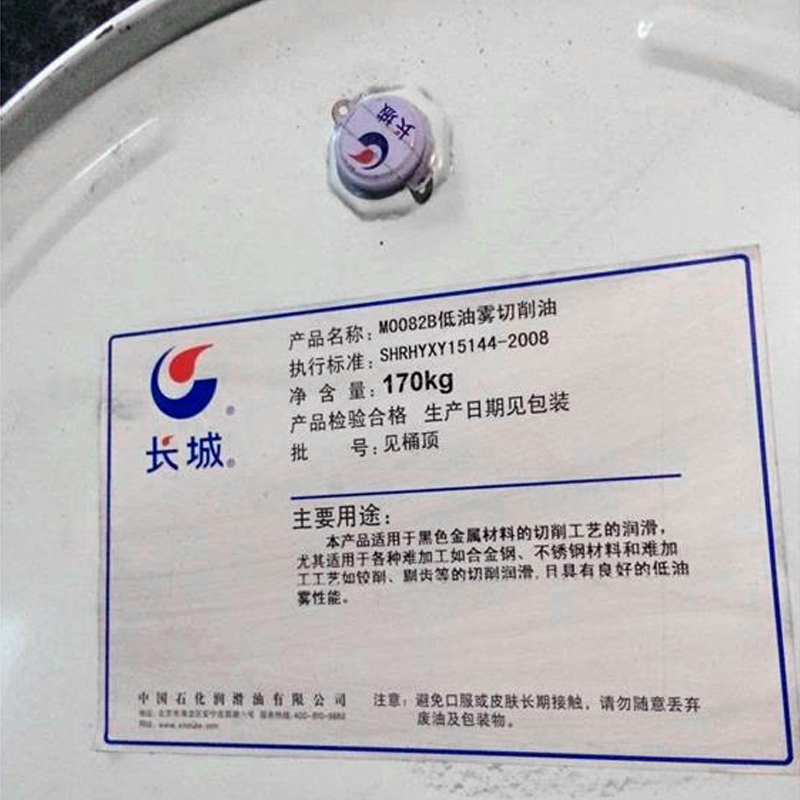 长城
产品名称：M0082B低油雾切削油
执行标准：SHRHYXY15144-2008
净 含 量：170kg
产品检验合格 生产日期见包装
批 号：见桶顶
长城
主要用途：
本产品适用于黑色金属材料的切削工艺的润滑，
尤其适用于各种难加工如合金钢、不锈钢材料和难加
工工艺如铰削、剃齿等的切削润滑，且具有良好的低油
雾性能。
中国石化润滑油有限公司
注意：避免口服或皮肤长期接触，请勿随意丢弃
废油及包装物。